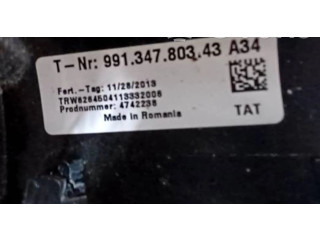 T-Nr: 991.347.803.43 A34
Fert.-Tag: 11/28/2013
TRW6264504113332006
Prodnummer: 4742238
Made in Romania
TAT